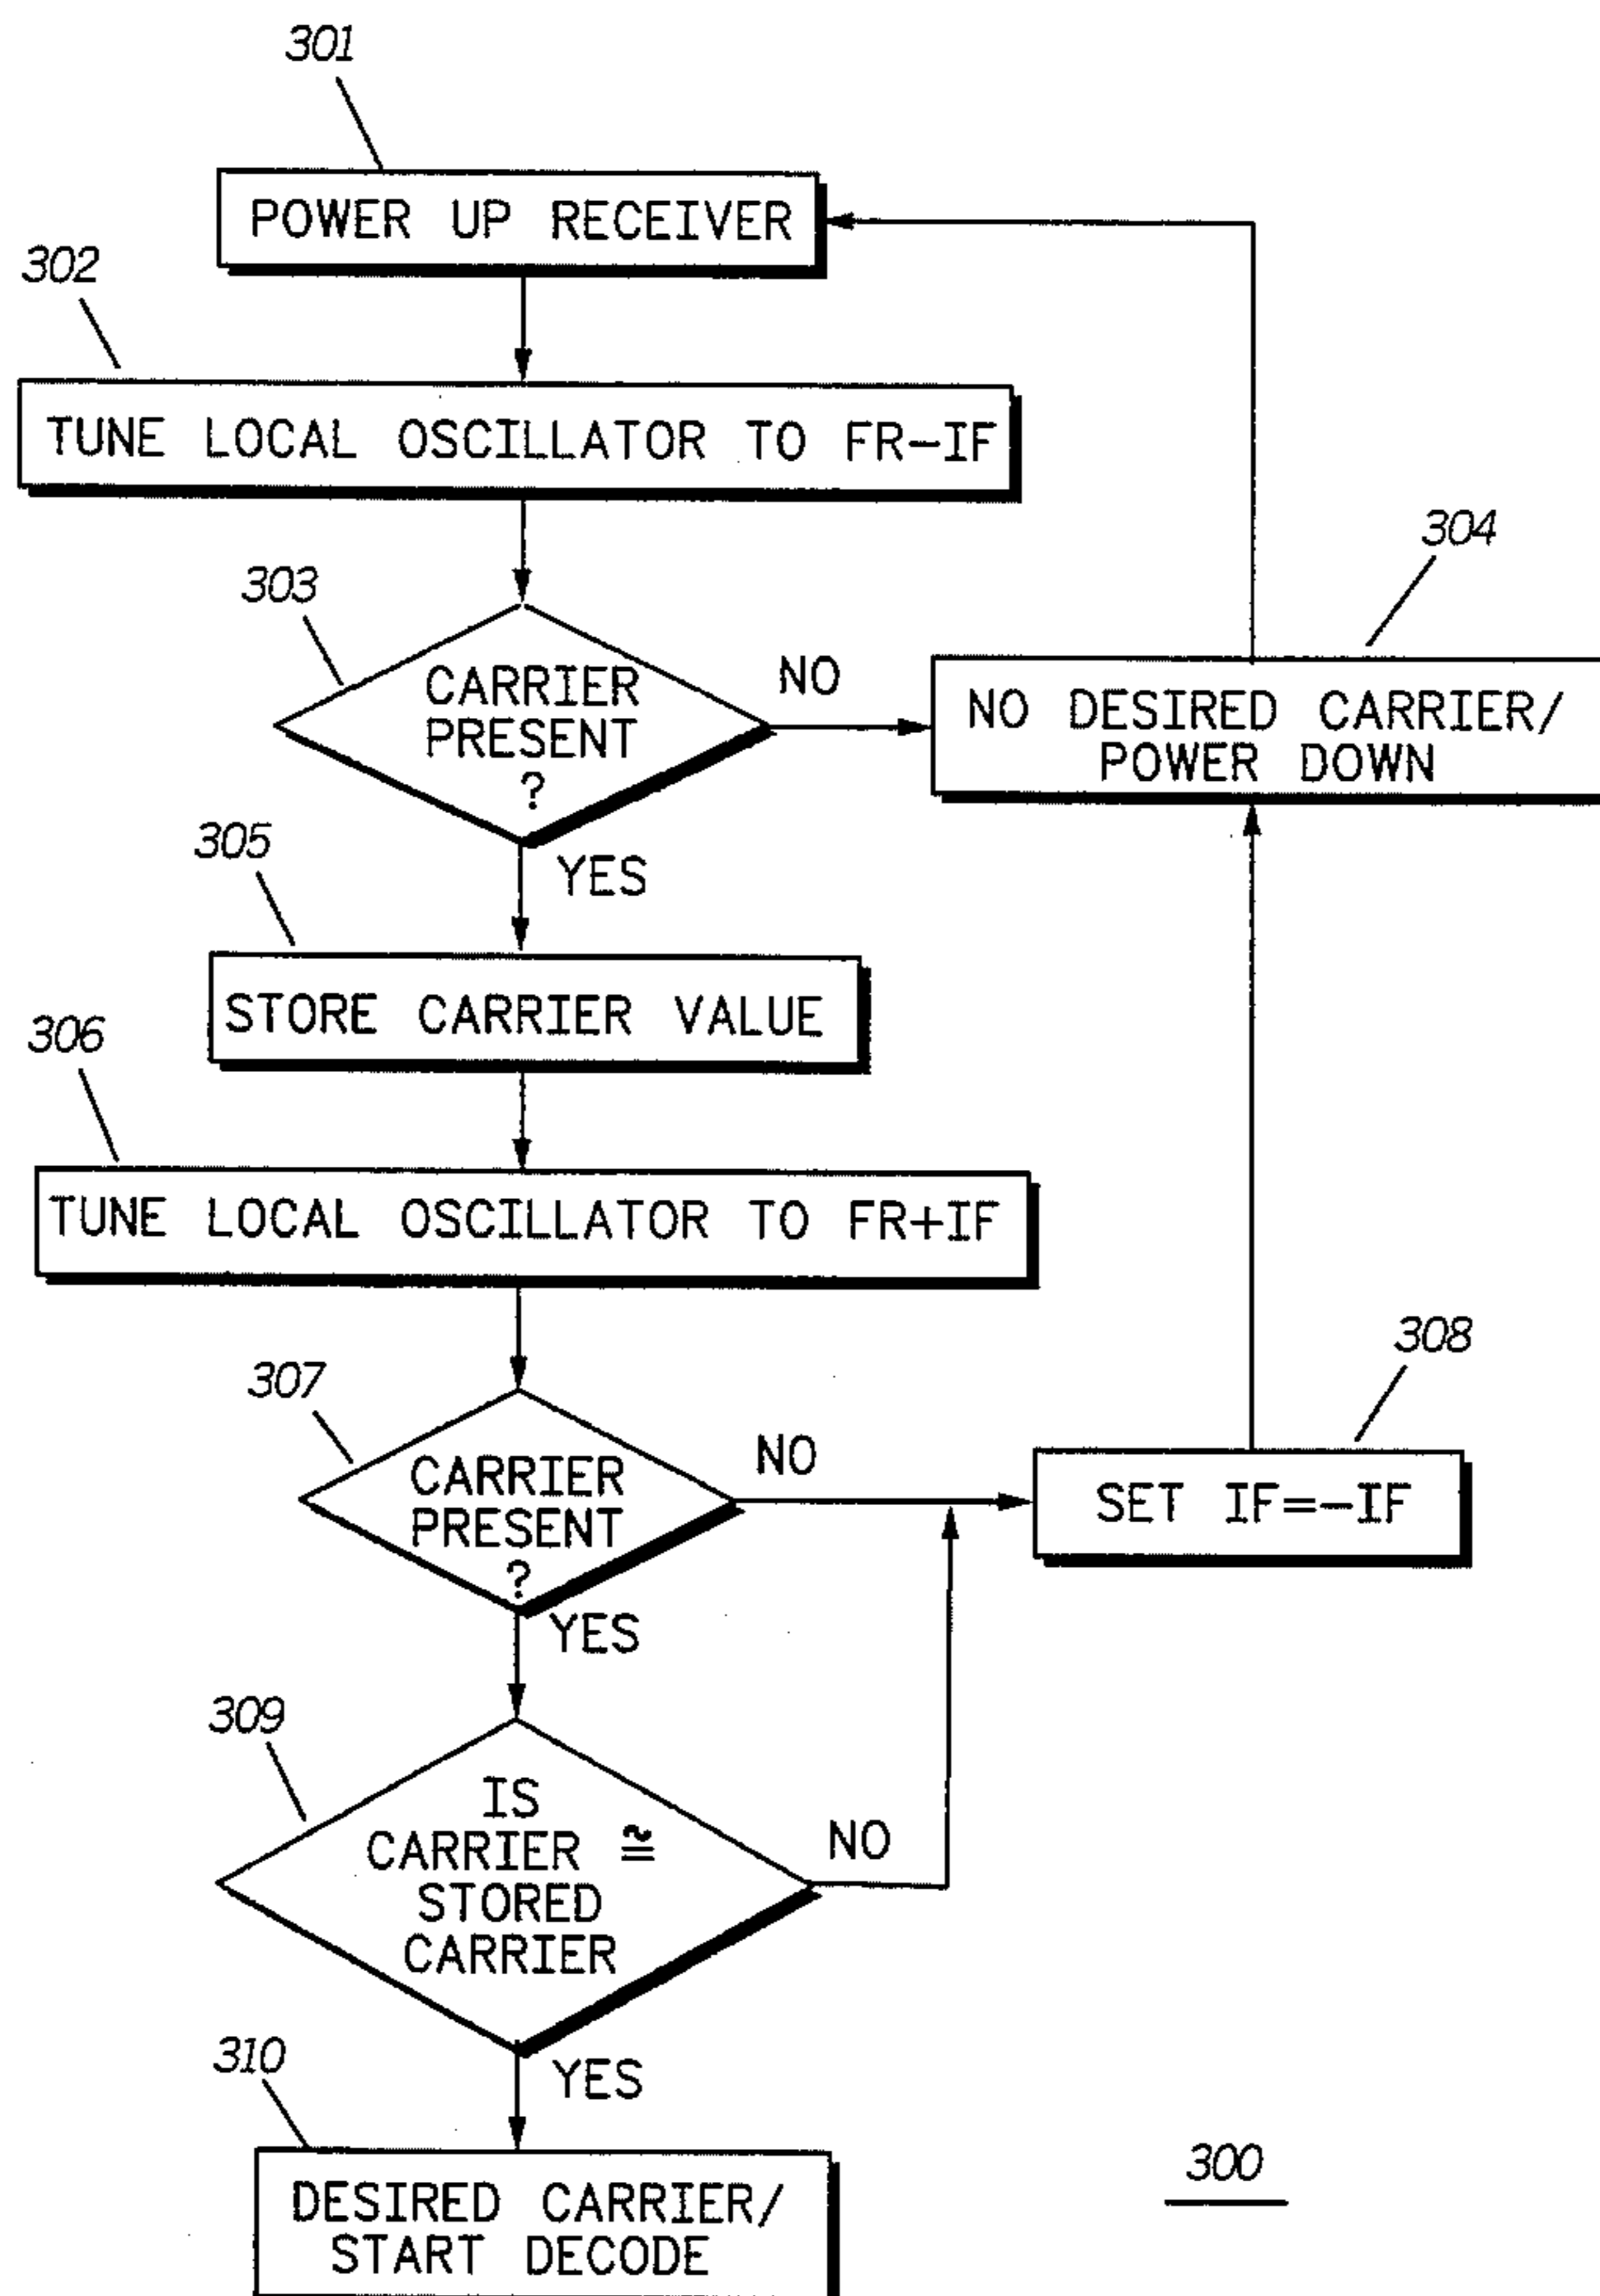 301
POWER UP RECEIVER
302
TUNE LOCAL OSCILLATOR TO FR-IF
303
CARRIER
PRESENT
?
NO
304
NO DESIRED CARRIER/
POWER DOWN
YES
305
STORE CARRIER VALUE
306
TUNE LOCAL OSCILLATOR TO FR+IF
307
CARRIER
PRESENT
?
NO
308
SET IF=-IF
YES
309
IS
CARRIER ≅
STORED
CARRIER
NO
YES
310
DESIRED CARRIER/
START DECODE
300